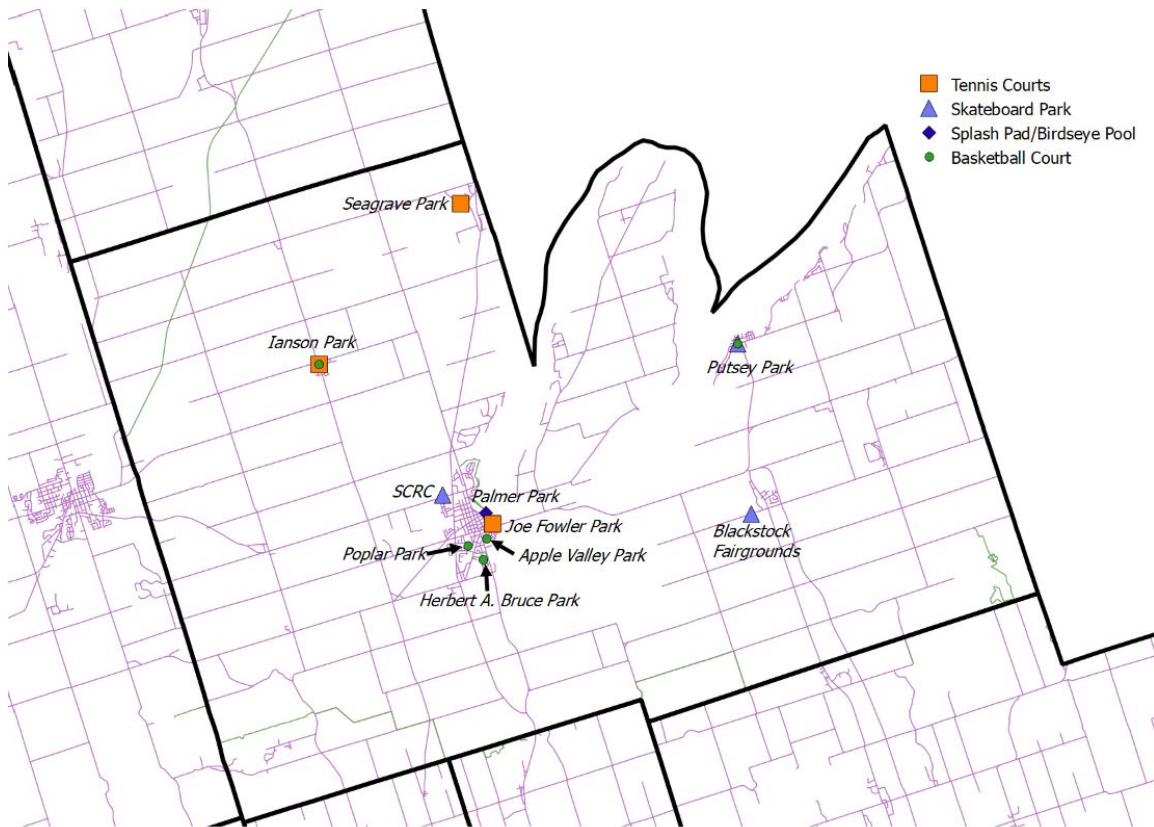 Tennis Courts
Skateboard Park
Splash Pad/Birdseye Pool
Basketball Court
Seagrave Park
Ianson Park
Putsey Park
SCRC
Palmer Park
Joe Fowler Park
Poplar Park
Apple Valley Park
Blackstock
Fairgrounds
Herbert A. Bruce Park